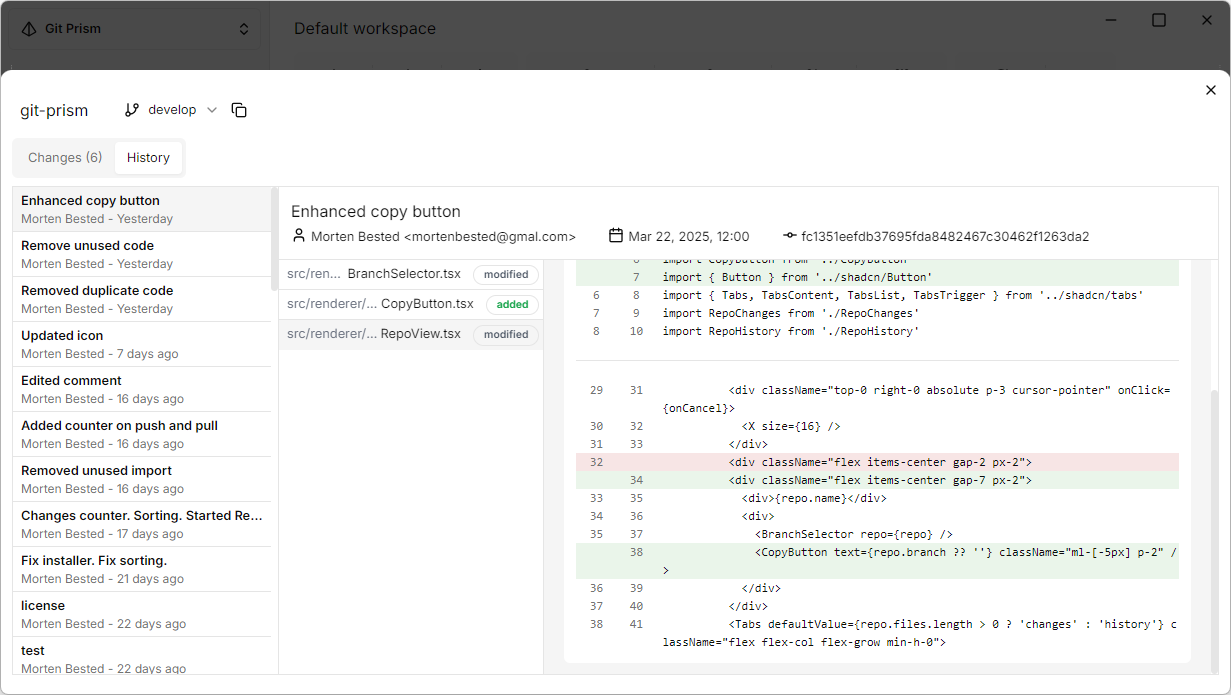 Git Prism
Default workspace
git-prism
develop
Changes (6)
History
Enhanced copy button
Morten Bested - Yesterday
Remove unused code
Morten Bested - Yesterday
Removed duplicate code
Morten Bested - Yesterday
Updated icon
Morten Bested - 7 days ago
Edited comment
Morten Bested - 16 days ago
Added counter on push and pull
Morten Bested - 16 days ago
Removed unused import
Morten Bested - 16 days ago
Changes counter. Sorting. Started Re...
Morten Bested - 17 days ago
Fix installer. Fix sorting.
Morten Bested - 21 days ago
license
Morten Bested - 22 days ago
test
Morten Bested - 22 days ago
Enhanced copy button
Morten Bested <mortenbested@gmal.com>
Mar 22, 2025, 12:00
fc1351eefdb37695fda8482467c30462f1263da2
src/ren... BranchSelector.tsx modified
src/renderer/... CopyButton.tsx added
src/renderer/... RepoView.tsx modified
6 import CopyButton from '../CopyButton'
7 import { Button } from '../shadcn/Button'
6 8 import { Tabs, TabsContent, TabsList, TabsTrigger } from '../shadcn/tabs'
7 9 import RepoChanges from './RepoChanges'
8 10 import RepoHistory from './RepoHistory'
29 31 <div className="top-0 right-0 absolute p-3 cursor-pointer" onClick=
{onCancel}>
30 32 <X size={16} />
31 33 </div>
32 <div className="flex items-center gap-2 px-2">
34 <div className="flex items-center gap-7 px-2">
33 35 <div>{repo.name}</div>
34 36 <div>
35 37 <BranchSelector repo={repo} />
38 <CopyButton text={repo.branch ?? ''} className="ml-[-5px] p-2" /
>
36 39 </div>
37 40 </div>
38 41 <Tabs defaultValue={repo.files.length > 0 ? 'changes' : 'history'} c
lassName="flex flex-col flex-grow min-h-0">